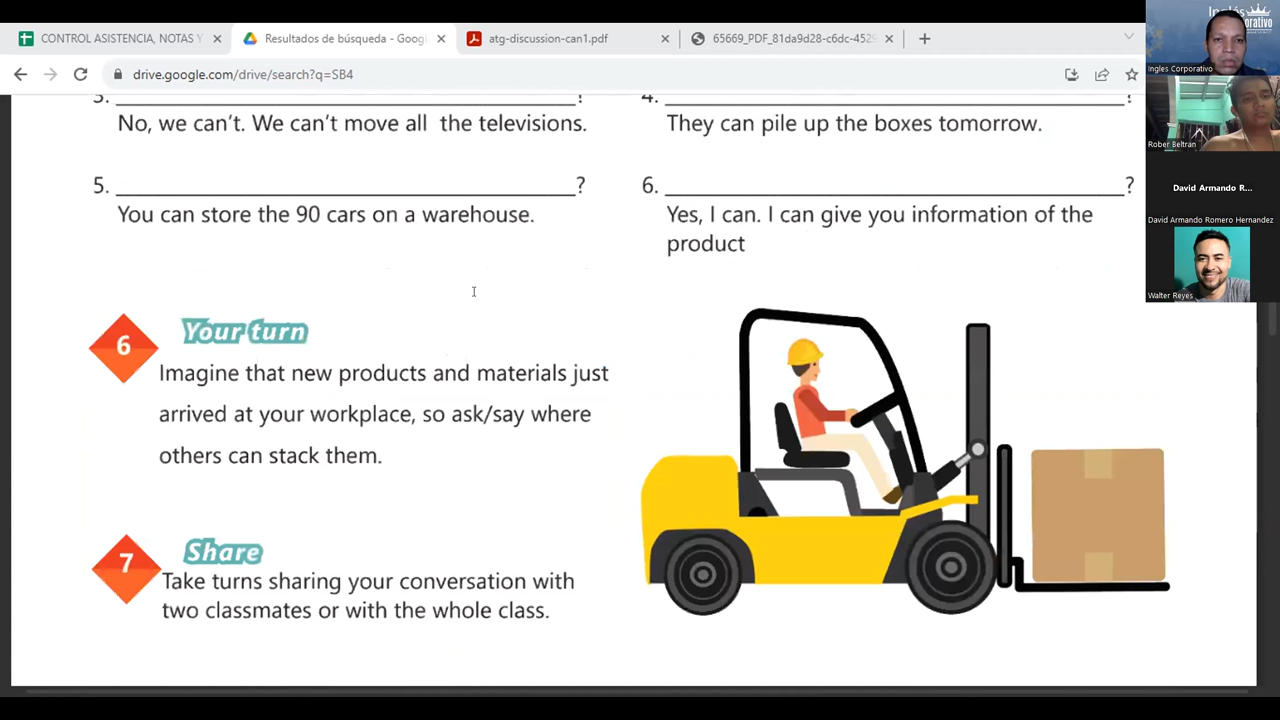 CONTROL ASISTENCIA, NOTAS Y
Resultados de búsqueda - Googl
atg-discussion-can1.pdf
65669_PDF_81da9d28-c6dc-4529
drive.google.com/drive/search?q=SB4
Inglés
Ingles Corporativo
Rober Beltran
David Armando R...
David Armando Romero Hernandez
Walter Reyes
3. ?
No, we can't. We can't move all the televisions.
4. ?
They can pile up the boxes tomorrow.
5. ?
You can store the 90 cars on a warehouse.
6. ?
Yes, I can. I can give you information of the
product
6 Your turn
Imagine that new products and materials just
arrived at your workplace, so ask/say where
others can stack them.
7 Share
Take turns sharing your conversation with
two classmates or with the whole class.